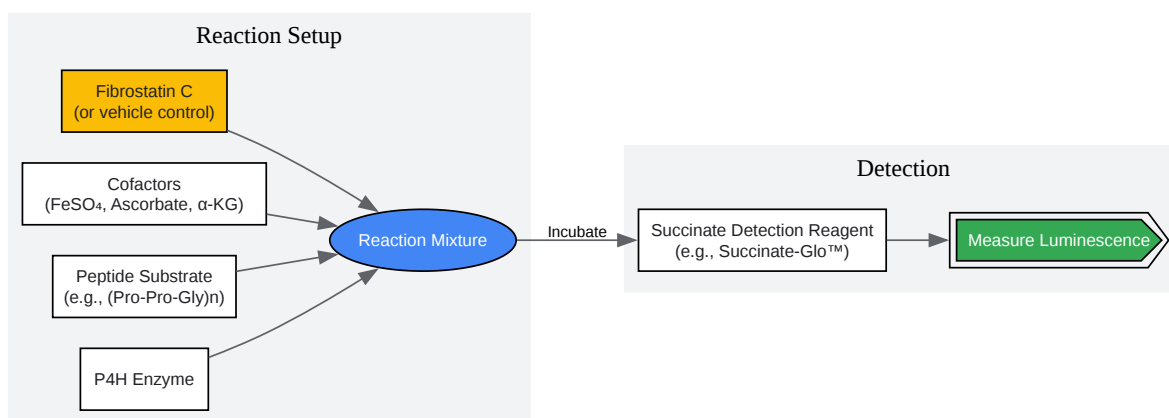 Reaction Setup
Fibrostatin C
(or vehicle control)
Cofactors
(FeSO₄, Ascorbate, α-KG)
Peptide Substrate
(e.g., (Pro-Pro-Gly)n)
P4H Enzyme
Reaction Mixture
Incubate
Detection
Succinate Detection Reagent
(e.g., Succinate-Glo™)
Measure Luminescence